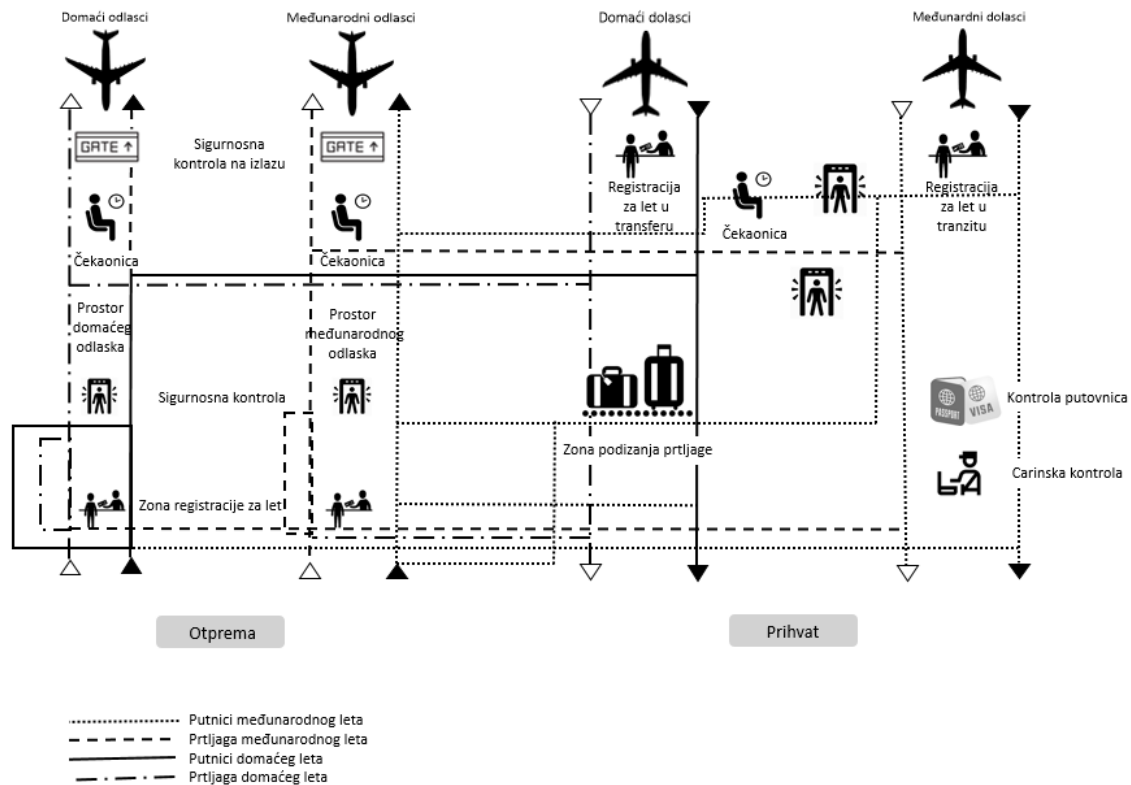 Domaći odlasci
Međunarodni odlasci
Domaći dolasci
Međunardni dolasci
GATE ↑
Sigurnosna
kontrola na izlazu
GATE ↑
Registracija
za let u
transferu
Registracija
za let u
tranzitu
Čekaonica
Čekaonica
Čekaonica
Prostor
domaćeg
odlaska
Prostor
međunarodnog
odlaska
Sigurnosna kontrola
PASSPORT
VISA
Kontrola putovnica
Zona podizanja prtljage
Carinska kontrola
Zona registracije za let
Otprema
Prihvat
Putnici međunarodnog leta
Prtljaga međunarodnog leta
Putnici domaćeg leta
Prtljaga domaćeg leta